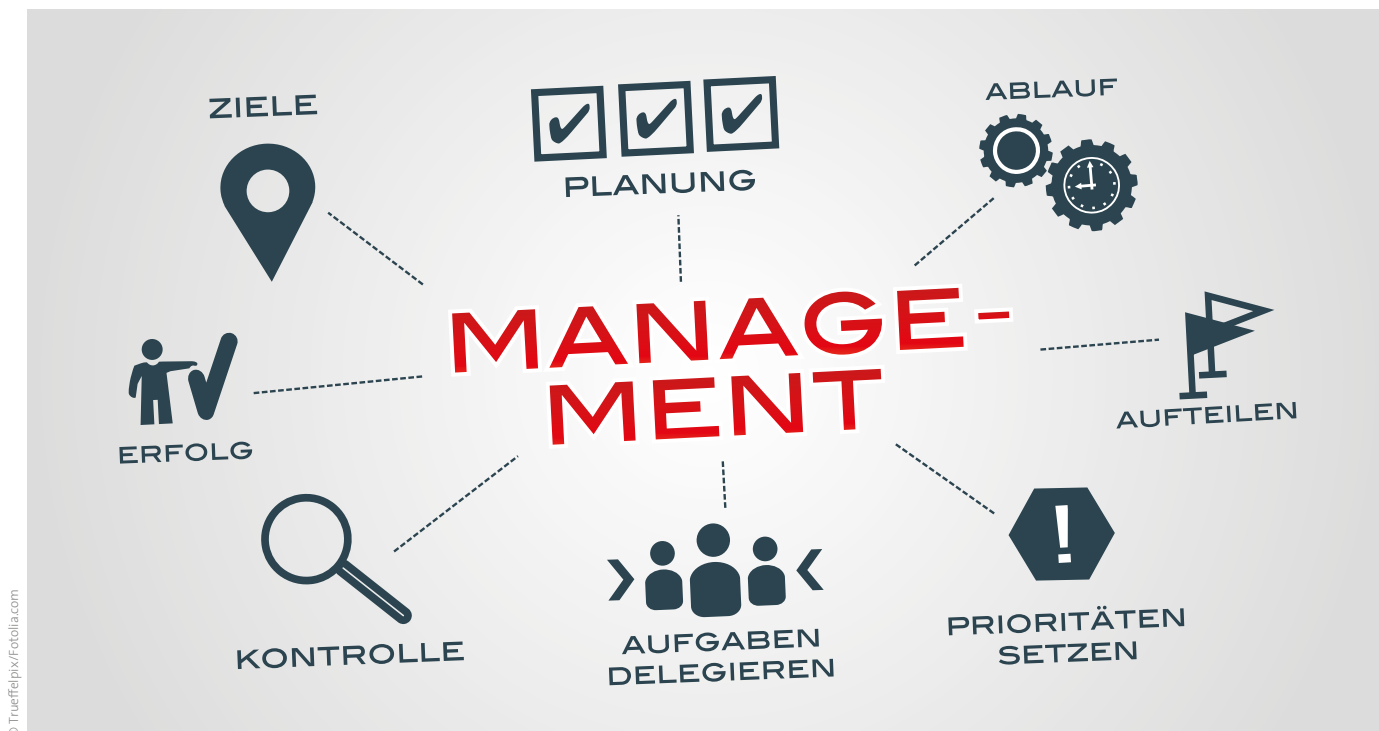 ZIELE
PLANUNG
ABLAUF
MANAGE-
MENT
ERFOLG
AUFTEILEN
KONTROLLE
AUFGABEN
DELEGIEREN
PRIORITÄTEN
SETZEN
© Trueffelpix/Fotolia.com